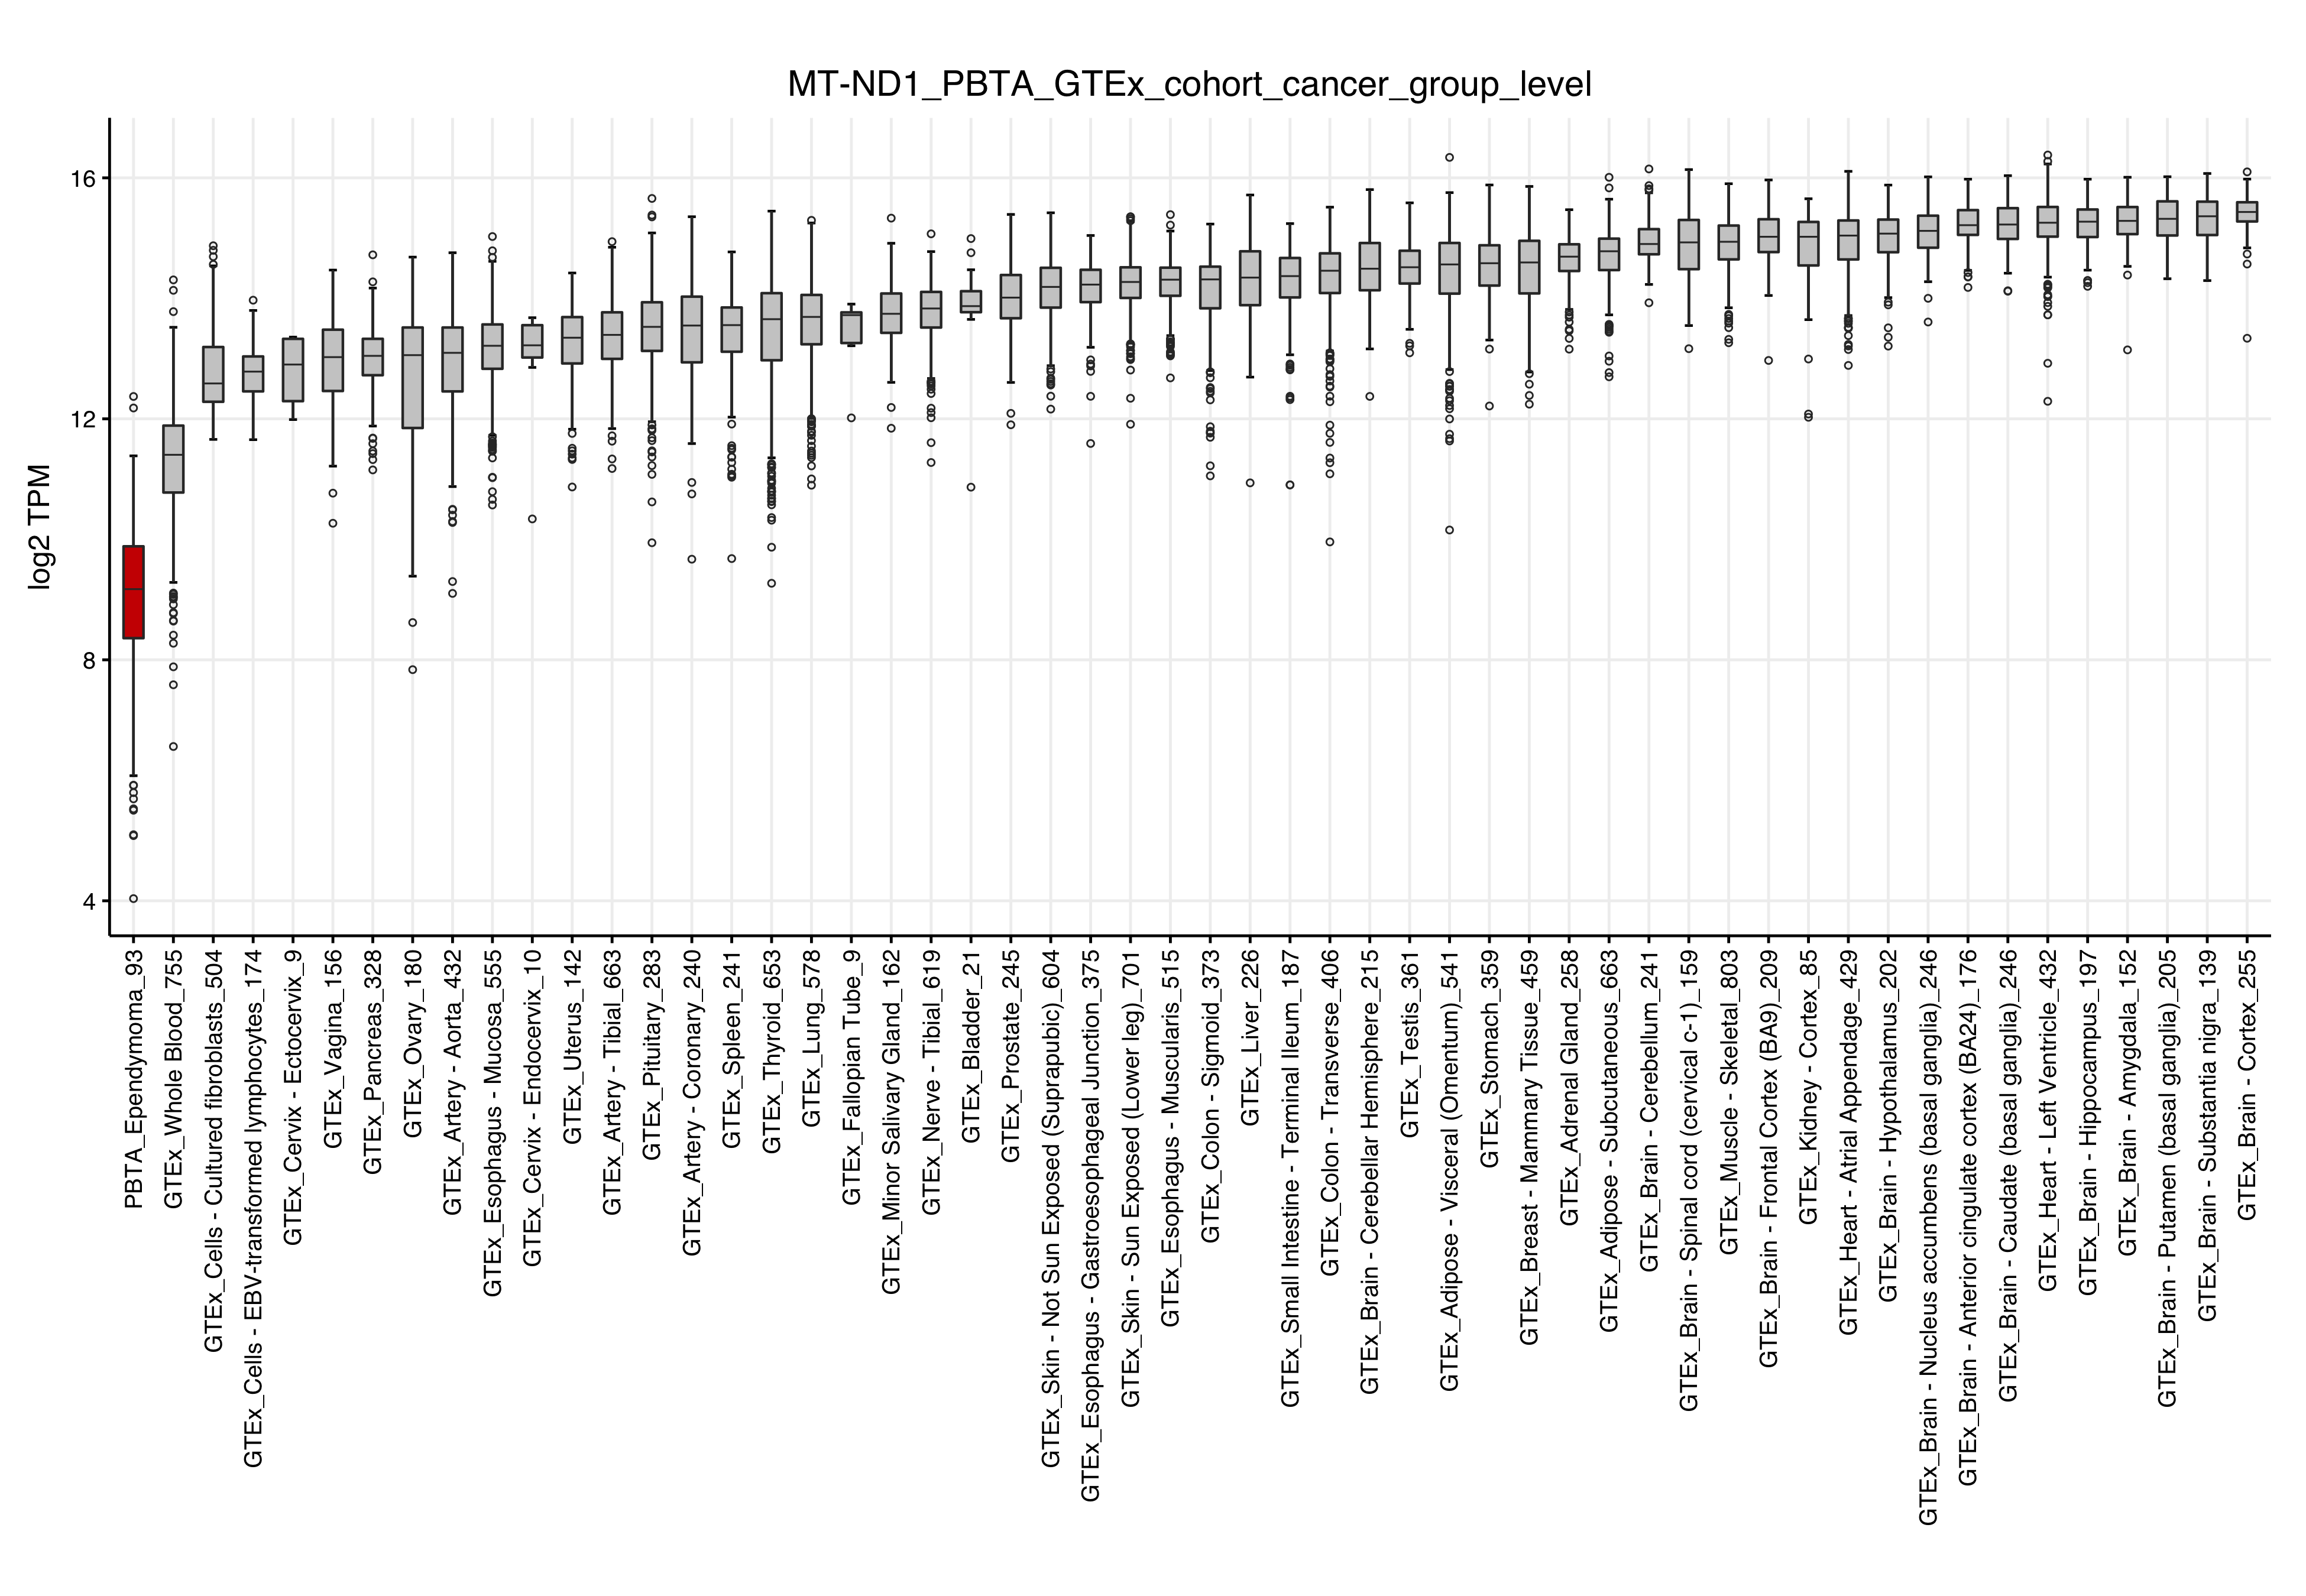 MT-ND1_PBTA_GTEx_cohort_cancer_group_level
log2 TPM
16
12
8
4
PBTA_Ependymoma_93
GTEx_Whole Blood_755
GTEx_Cells - Cultured fibroblasts_504
GTEx_Cells - EBV-transformed lymphocytes_174
GTEx_Cervix - Ectocervix_9
GTEx_Vagina_156
GTEx_Pancreas_328
GTEx_Ovary_180
GTEx_Artery - Aorta_432
GTEx_Esophagus - Mucosa_555
GTEx_Cervix - Endocervix_10
GTEx_Uterus_142
GTEx_Artery - Tibial_663
GTEx_Pituitary_283
GTEx_Artery - Coronary_240
GTEx_Spleen_241
GTEx_Thyroid_653
GTEx_Lung_578
GTEx_Fallopian Tube_9
GTEx_Minor Salivary Gland_162
GTEx_Nerve - Tibial_619
GTEx_Bladder_21
GTEx_Prostate_245
GTEx_Skin - Not Sun Exposed (Suprapubic)_604
GTEx_Esophagus - Gastroesophageal Junction_375
GTEx_Skin - Sun Exposed (Lower leg)_701
GTEx_Esophagus - Muscularis_515
GTEx_Colon - Sigmoid_373
GTEx_Liver_226
GTEx_Small Intestine - Terminal Ileum_187
GTEx_Colon - Transverse_406
GTEx_Brain - Cerebellar Hemisphere_215
GTEx_Testis_361
GTEx_Adipose - Visceral (Omentum)_541
GTEx_Stomach_359
GTEx_Breast - Mammary Tissue_459
GTEx_Adrenal Gland_258
GTEx_Adipose - Subcutaneous_663
GTEx_Brain - Cerebellum_241
GTEx_Brain - Spinal cord (cervical c-1)_159
GTEx_Muscle - Skeletal_803
GTEx_Brain - Frontal Cortex (BA9)_209
GTEx_Kidney - Cortex_85
GTEx_Heart - Atrial Appendage_429
GTEx_Brain - Hypothalamus_202
GTEx_Brain - Nucleus accumbens (basal ganglia)_246
GTEx_Brain - Anterior cingulate cortex (BA24)_176
GTEx_Brain - Caudate (basal ganglia)_246
GTEx_Heart - Left Ventricle_432
GTEx_Brain - Hippocampus_197
GTEx_Brain - Amygdala_152
GTEx_Brain - Putamen (basal ganglia)_205
GTEx_Brain - Substantia nigra_139
GTEx_Brain - Cortex_255